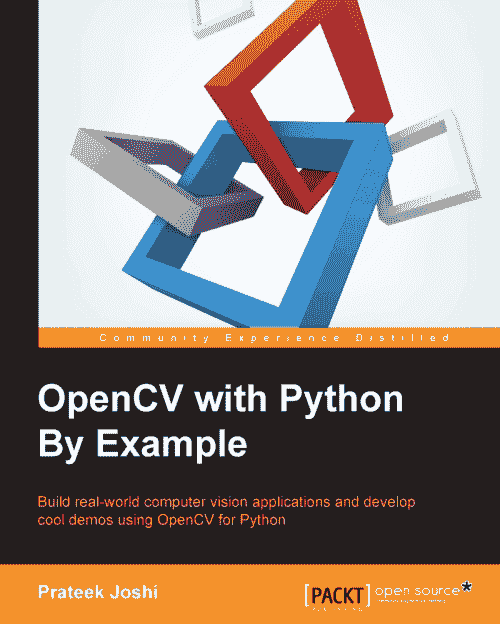 Community Experience Distilled
OpenCV with Python
By Example
Build real-world computer vision applications and develop
cool demos using OpenCV for Python
Prateek Joshi
[PACKT] open source*
PUBLISHING